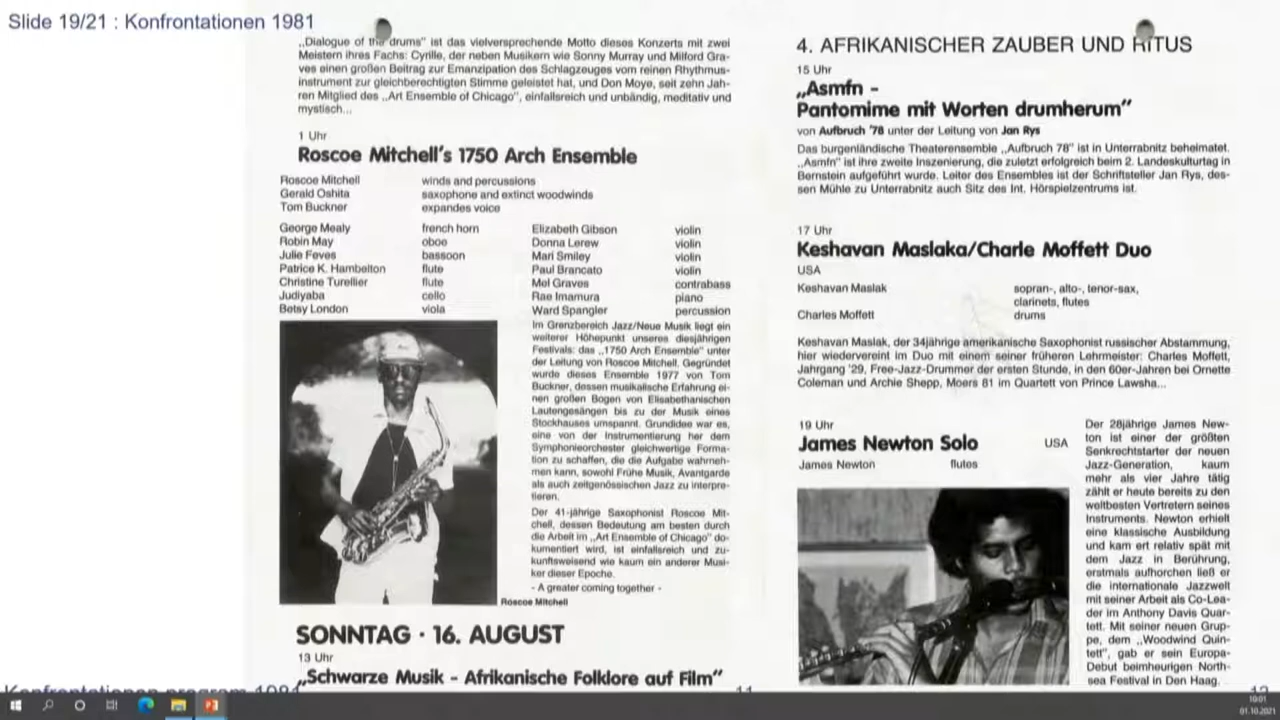 Slide 19/21 : Konfrontationen 1981
„Dialogue of the drums" ist das vielversprechende Motto dieses Konzerts mit zwei
Meistern ihres Fachs: Cyrille, der neben Musikern wie Sonny Murray und Milford Gra-
ves einen großen Beitrag zur Emanzipation des Schlagzeuges vom reinen Rhythmus-
instrument zur gleichberechtigten Stimme geleistet hat, und Don Moye, seit zehn Jah-
ren Mitglied des „Art Ensemble of Chicago", einfallsreich und unbändig, meditativ und
mystisch...
1 Uhr
Roscoe Mitchell's 1750 Arch Ensemble
Roscoe Mitchell winds and percussions
Gerald Oshita saxophone and extinct woodwinds
Tom Buckner expandes voice
George Mealy french horn
Robin May oboe
Julie Feves bassoon
Patrice K. Hambelton flute
Christine Turellier flute
Judiyaba cello
Betsy London viola
Elizabeth Gibson violin
Donna Lerew violin
Mari Smiley violin
Paul Brancato violin
Mel Graves contrabass
Rae Imamura piano
Ward Spangler percussion
Im Grenzbereich Jazz/Neue Musik liegt ein
weiterer Höhepunkt unseres diesjährigen
Festivals: das „1750 Arch Ensemble" unter
der Leitung von Roscoe Mitchell. Gegründet
wurde dieses Ensemble 1977 von Tom
Buckner, dessen musikalische Erfahrung ei-
nen großen Bogen von Elisabethanischen
Lautengesängen bis zu der Musik eines
Stockhauses umspannt. Grundidee war es,
eine von der Instrumentierung her dem
Symphonieorchester gleichwertige Forma-
tion zu schaffen, die die Aufgabe wahrneh-
men kann, sowohl Frühe Musik, Avantgarde
als auch zeitgenössischen Jazz zu interpre-
tieren.
Der 41-jährige Saxophonist Roscoe Mit-
chell, dessen Bedeutung am besten durch
die Arbeit im „Art Ensemble of Chicago" do-
kumentiert wird, ist einfallsreich und zu-
kunftsweisend wie kaum ein anderer Musi-
ker dieser Epoche.
- A greater coming together -
Roscoe Mitchell
SONNTAG · 16. AUGUST
13 Uhr
„Schwarze Musik - Afrikanische Folklore auf Film"
11
4. AFRIKANISCHER ZAUBER UND RITUS
15 Uhr
„Asmfn -
Pantomime mit Worten drumherum"
von Aufbruch '78 unter der Leitung von Jan Rys
Das burgenländische Theaterensemble „Aufbruch 78" ist in Unterrabnitz beheimatet.
„Asmfn" ist ihre zweite Inszenierung, die zuletzt erfolgreich beim 2. Landeskulturtag in
Bernstein aufgeführt wurde. Leiter des Ensembles ist der Schriftsteller Jan Rys, des-
sen Mühle zu Unterrabnitz auch Sitz des Int. Hörspielzentrums ist.
17 Uhr
Keshavan Maslaka/Charle Moffett Duo
USA
Keshavan Maslak sopran-, alto-, tenor-sax,
clarinets, flutes
Charles Moffett drums
Keshavan Maslak, der 34jährige amerikanische Saxophonist russischer Abstammung,
hier wiedervereint im Duo mit einem seiner früheren Lehrmeister: Charles Moffett,
Jahrgang '29, Free-Jazz-Drummer der ersten Stunde, in den 60er-Jahren bei Ornette
Coleman und Archie Shepp, Moers 81 im Quartett von Prince Lawsha...
19 Uhr
James Newton Solo USA
James Newton flutes
Der 28jährige James New-
ton ist einer der größten
Senkrechtstarter der neuen
Jazz-Generation, kaum
mehr als vier Jahre tätig
zählt er heute bereits zu den
weltbesten Vertretern seines
Instruments. Newton erhielt
eine klassische Ausbildung
und kam ert relativ spät mit
dem Jazz in Berührung,
erstmals aufhorchen ließ er
die internationale Jazzwelt
mit seiner Arbeit als Co-Lea-
der im Anthony Davis Quar-
tett. Mit seiner neuen Grup-
pe, dem „Woodwind Quin-
tett", gab er sein Europa-
Debut beimheurigen North-
sea Festival in Den Haag.
12
Konfrontationen program 1981
10:01
01.10.2021